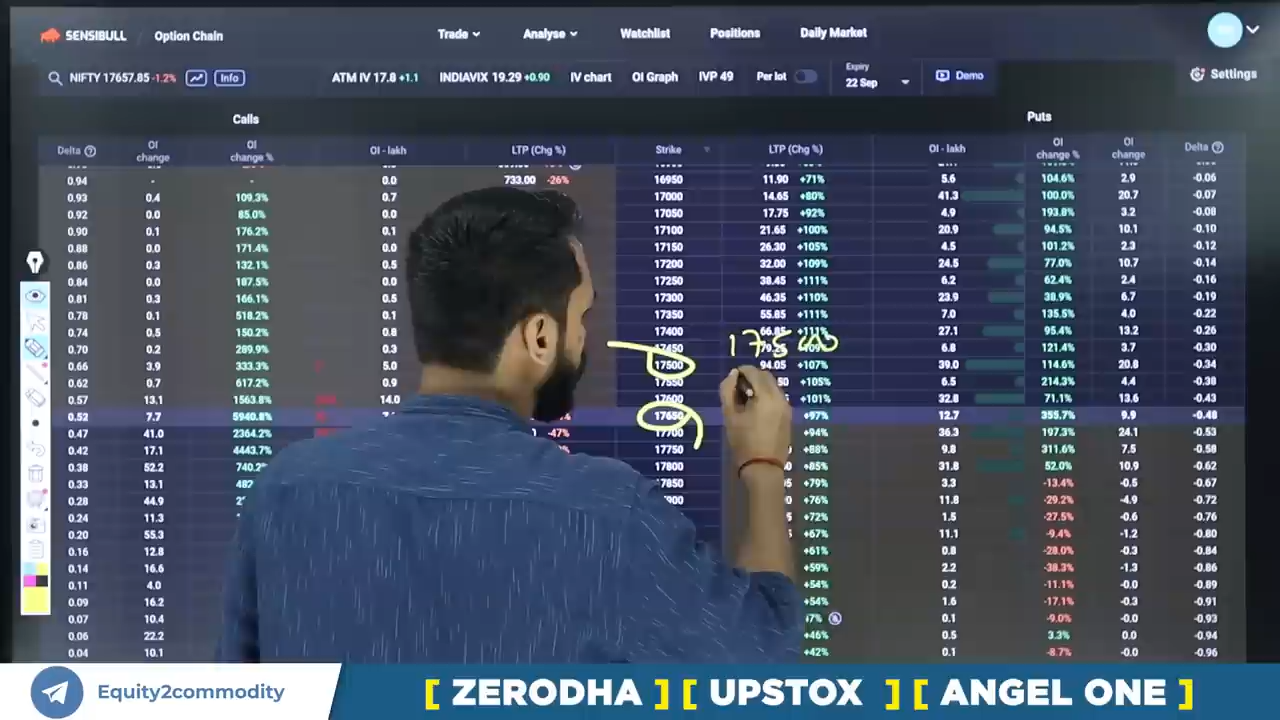 SENSIBULL Option Chain Trade Analyse Watchlist Positions Daily Market
NIFTY 17657.85 -1.2% Info ATM IV 17.8 +1.1 INDIAVIX 19.29 +0.90 IV chart OI Graph IVP 49 Per lot Expiry 22 Sep Demo Settings
Calls Puts
Delta OI change OI change % OI - lakh LTP (Chg %) Strike LTP (Chg %) OI - lakh OI change % OI change Delta
0.94 - - 0.0 733.00 -26% 16950 11.90 +71% 5.6 104.6% 2.9 -0.06
0.93 0.4 109.3% 0.7 17000 14.65 +80% 41.3 100.0% 20.7 -0.07
0.92 0.0 85.0% 0.0 17050 17.75 +92% 4.9 193.8% 3.2 -0.08
0.90 0.1 176.2% 0.1 17100 21.65 +100% 20.9 94.5% 10.1 -0.10
0.88 0.0 171.4% 0.0 17150 26.30 +105% 4.5 101.2% 2.3 -0.12
0.86 0.3 132.1% 0.5 17200 32.00 +109% 24.5 77.0% 10.7 -0.14
0.84 0.0 187.5% 0.0 17250 38.45 +111% 6.2 62.4% 2.4 -0.16
0.81 0.3 166.1% 0.5 17300 46.35 +110% 23.9 38.9% 6.7 -0.19
0.78 0.1 518.2% 0.1 17350 55.85 +111% 7.0 135.5% 4.0 -0.22
0.74 0.5 150.2% 0.8 17400 66.85 +111% 27.1 95.4% 13.2 -0.26
17500
0.70 0.2 289.9% 0.3 17450 6.8 121.4% 3.7 -0.30
0.66 3.9 333.3% 5.0 17500 94.05 +107% 39.0 114.6% 20.8 -0.34
0.62 0.7 617.2% 0.9 17550 +105% 6.5 214.3% 4.4 -0.38
0.57 13.1 1563.8% 14.0 17600 +101% 32.8 71.1% 13.6 -0.43
0.52 7.7 5940.8% 17650 +97% 12.7 355.7% 9.9 -0.48
0.47 41.0 2364.2% -47% 17700 +94% 36.3 197.3% 24.1 -0.53
0.42 17.1 4443.7% 17750 +88% 9.8 311.6% 7.5 -0.58
0.38 52.2 740.2% 17800 +85% 31.8 52.0% 10.9 -0.62
0.33 13.1 17850 +79% 3.3 -13.4% -0.5 -0.67
0.28 44.9 +76% 11.8 -29.2% -4.9 -0.72
0.24 11.3 +72% 1.5 -27.5% -0.6 -0.76
0.20 55.3 +67% 11.1 -9.4% -1.2 -0.80
0.16 12.8 +61% 0.8 -28.0% -0.3 -0.84
0.14 16.6 +59% 2.2 -38.3% -1.3 -0.86
0.11 4.0 +54% 0.2 -11.1% -0.0 -0.89
0.09 16.2 +54% 1.6 -17.1% -0.3 -0.91
0.07 10.4 0.1 -9.0% -0.0 -0.93
0.06 22.2 +46% 0.5 3.3% 0.0 -0.94
0.04 10.1 +42% 0.1 -8.7% -0.0 -0.96
Equity2commodity [ ZERODHA ] [ UPSTOX ] [ ANGEL ONE ]